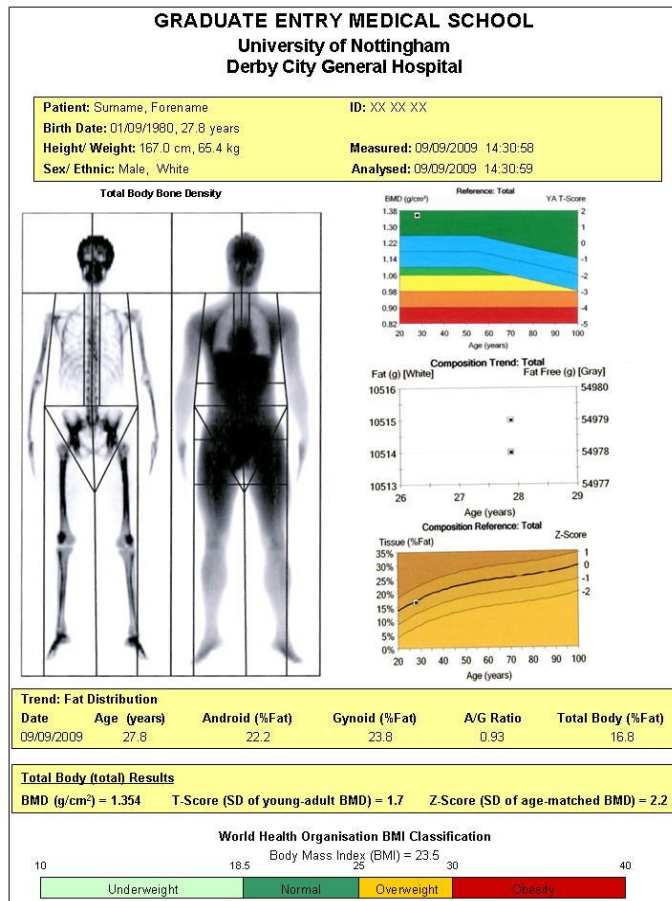 GRADUATE ENTRY MEDICAL SCHOOL
University of Nottingham
Derby City General Hospital
Patient: Surname, Forename ID: XX XX XX
Birth Date: 01/09/1980, 27.8 years
Height/ Weight: 167.0 cm, 65.4 kg Measured: 09/09/2009 14:30:58
Sex/ Ethnic: Male, White Analysed: 09/09/2009 14:30:59
Total Body Bone Density
Reference: Total
BMD (g/cm²) YA T-Score
1.38 2
1.30 1
1.22 0
1.14 -1
1.06 -2
0.98 -3
0.90 -4
0.82 -5
20 30 40 50 60 70 80 90 100
Age (years)
Composition Trend: Total
Fat (g) [White] Fat Free (g) [Gray]
10516 54980
10515 54979
10514 54978
10513 54977
26 27 28 29
Age (years)
Composition Reference: Total
Tissue (%Fat) Z-Score
35% 1
30% 0
25% -1
20% -2
15%
10%
5%
0%
20 30 40 50 60 70 80 90 100
Age (years)
Trend: Fat Distribution
Date Age (years) Android (%Fat) Gynoid (%Fat) A/G Ratio Total Body (%Fat)
09/09/2009 27.8 22.2 23.8 0.93 16.8
Total Body (total) Results
BMD (g/cm²) = 1.354 T-Score (SD of young-adult BMD) = 1.7 Z-Score (SD of age-matched BMD) = 2.2
World Health Organisation BMI Classification
Body Mass Index (BMI) = 23.5
10 18.5 25 30 40
Underweight Normal Overweight Obesity